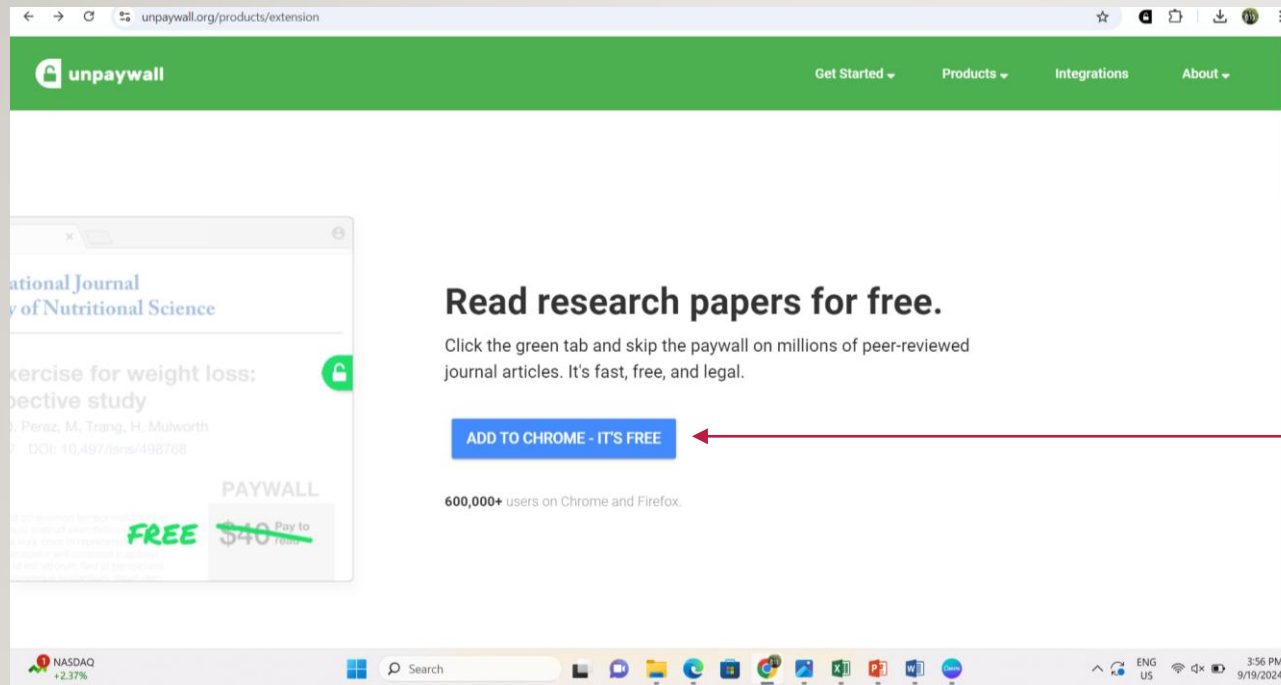 unpaywall.org/products/extension
unpaywall
Get Started
Products
Integrations
About
ational Journal
y of Nutritional Science
xercise for weight loss:
pective study
Perez, M. Trang, H. Mulworth
DOI: 10.497/isns/498768
PAYWALL
FREE
$40 Pay to
read
Read research papers for free.
Click the green tab and skip the paywall on millions of peer-reviewed
journal articles. It's fast, free, and legal.
ADD TO CHROME - IT'S FREE
600,000+ users on Chrome and Firefox.
1
NASDAQ
+2.37%
Search
ENG
US
3:56 PM
9/19/2024